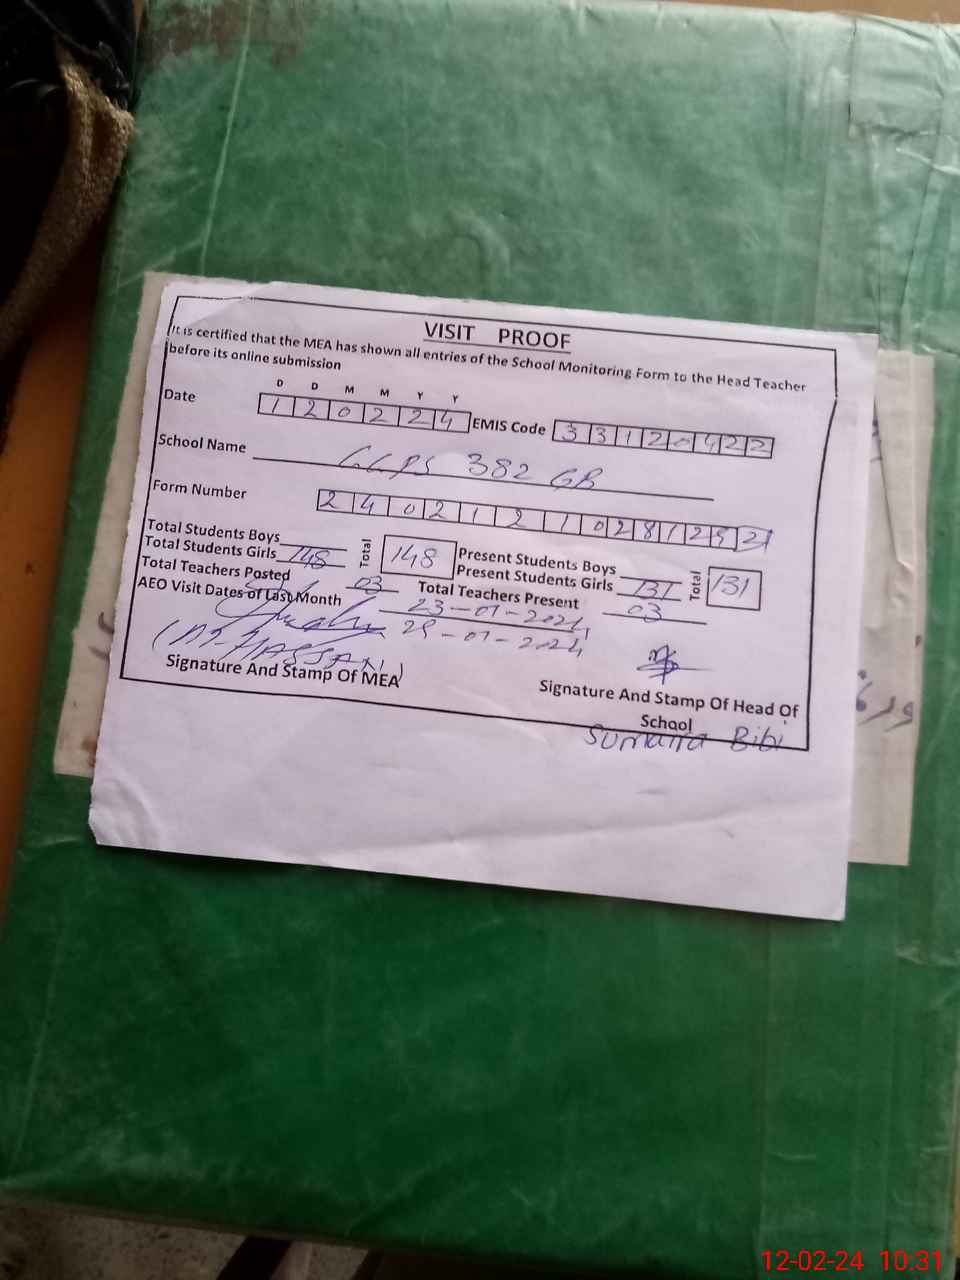 VISIT PROOF
It is certified that the MEA has shown all entries of the School Monitoring Form to the Head Teacher
before its online submission
D D M M Y Y
Date 1 2 0 2 2 4 EMIS Code 3 3 1 2 0 4 2 2
School Name GGPS 382 GB
Form Number 2 4 0 2 1 2 1 0 2 8 1 2 5
Total Students Boys Present Students Boys
Total Students Girls 148 Total 148 Present Students Girls 131 Total 131
Total Teachers Posted 03 Total Teachers Present 03
AEO Visit Dates of Last Month 23-01-2024
29-01-2024
(M. HASSAN)
Signature And Stamp Of MEA
Signature And Stamp Of Head Of
School
Sumaira Bibi
12-02-24 10:31